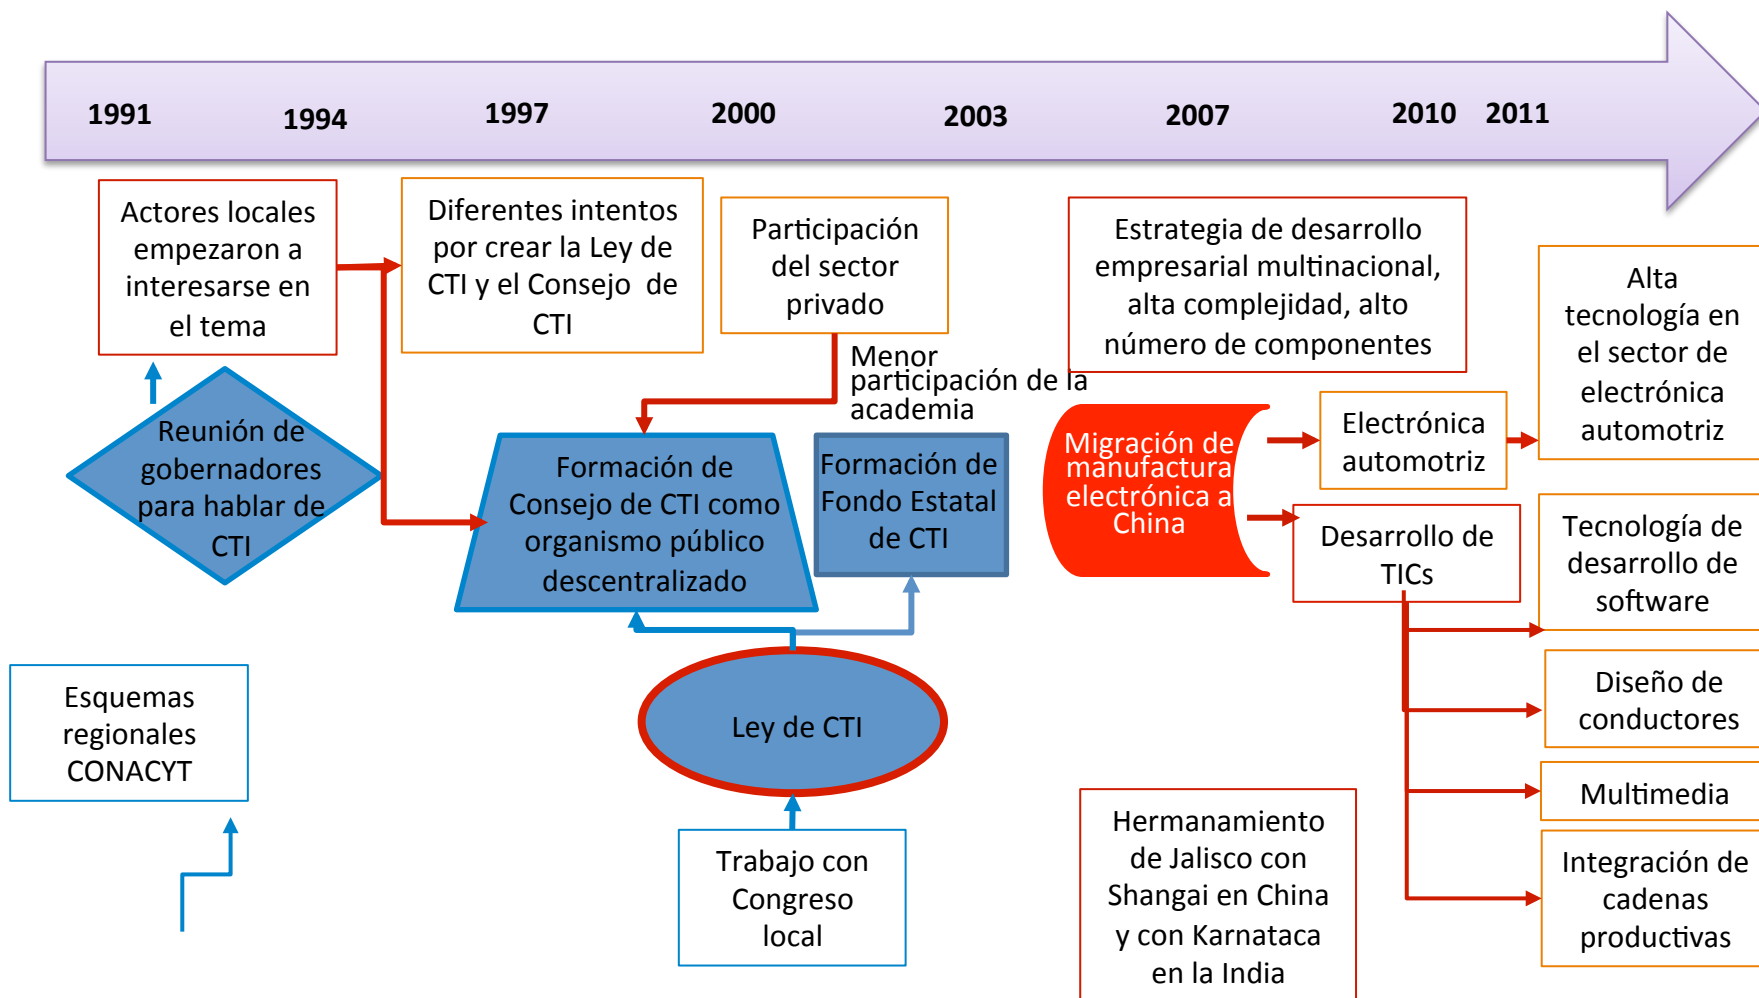 1991
1994
1997
2000
2003
2007
2010
2011
Actores locales
empezaron a
interesarse en
el tema
Diferentes intentos
por crear la Ley de
CTI y el Consejo de
CTI
Participación
del sector
privado
Estrategia de desarrollo
empresarial multinacional,
alta complejidad, alto
número de componentes
Alta
tecnología en
el sector de
electrónica
automotriz
Menor
participación de la
academia
Reunión de
gobernadores
para hablar de
CTI
Formación de
Consejo de CTI como
organismo público
descentralizado
Formación de
Fondo Estatal
de CTI
Migración de
manufactura
electrónica a
China
Electrónica
automotriz
Desarrollo de
TICs
Tecnología de
desarrollo de
software
Esquemas
regionales
CONACYT
Ley de CTI
Diseño de
conductores
Multimedia
Trabajo con
Congreso
local
Hermanamiento
de Jalisco con
Shangai en China
y con Karnataca
en la India
Integración de
cadenas
productivas